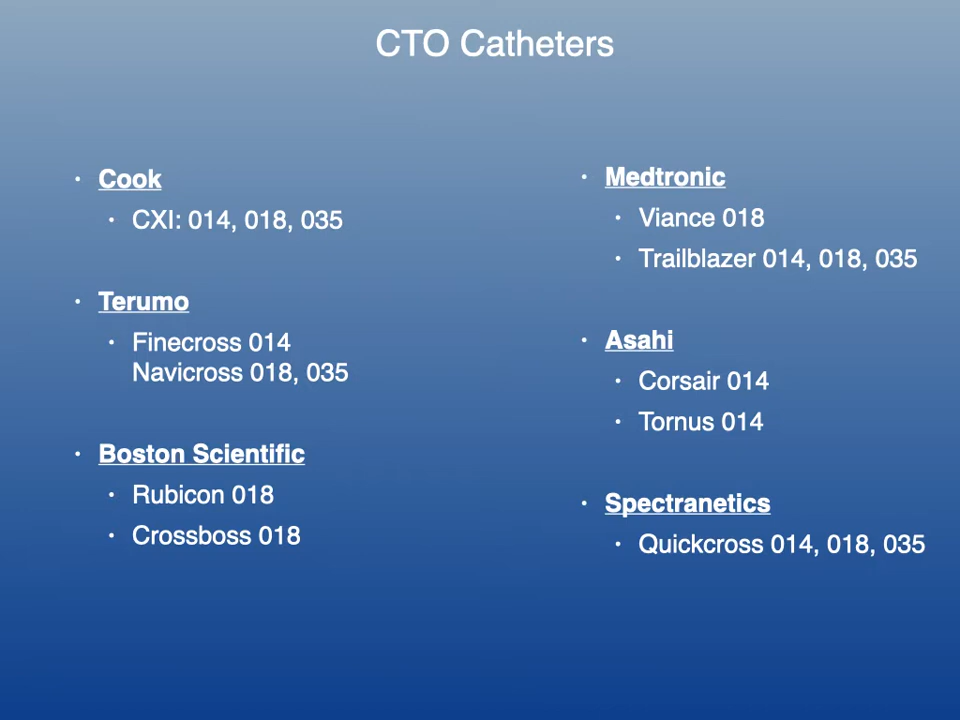 CTO Catheters
• Cook
• CXI: 014, 018, 035
• Terumo
• Finecross 014
Navicross 018, 035
• Boston Scientific
• Rubicon 018
• Crossboss 018
• Medtronic
• Viance 018
• Trailblazer 014, 018, 035
• Asahi
• Corsair 014
• Tornus 014
• Spectranetics
• Quickcross 014, 018, 035